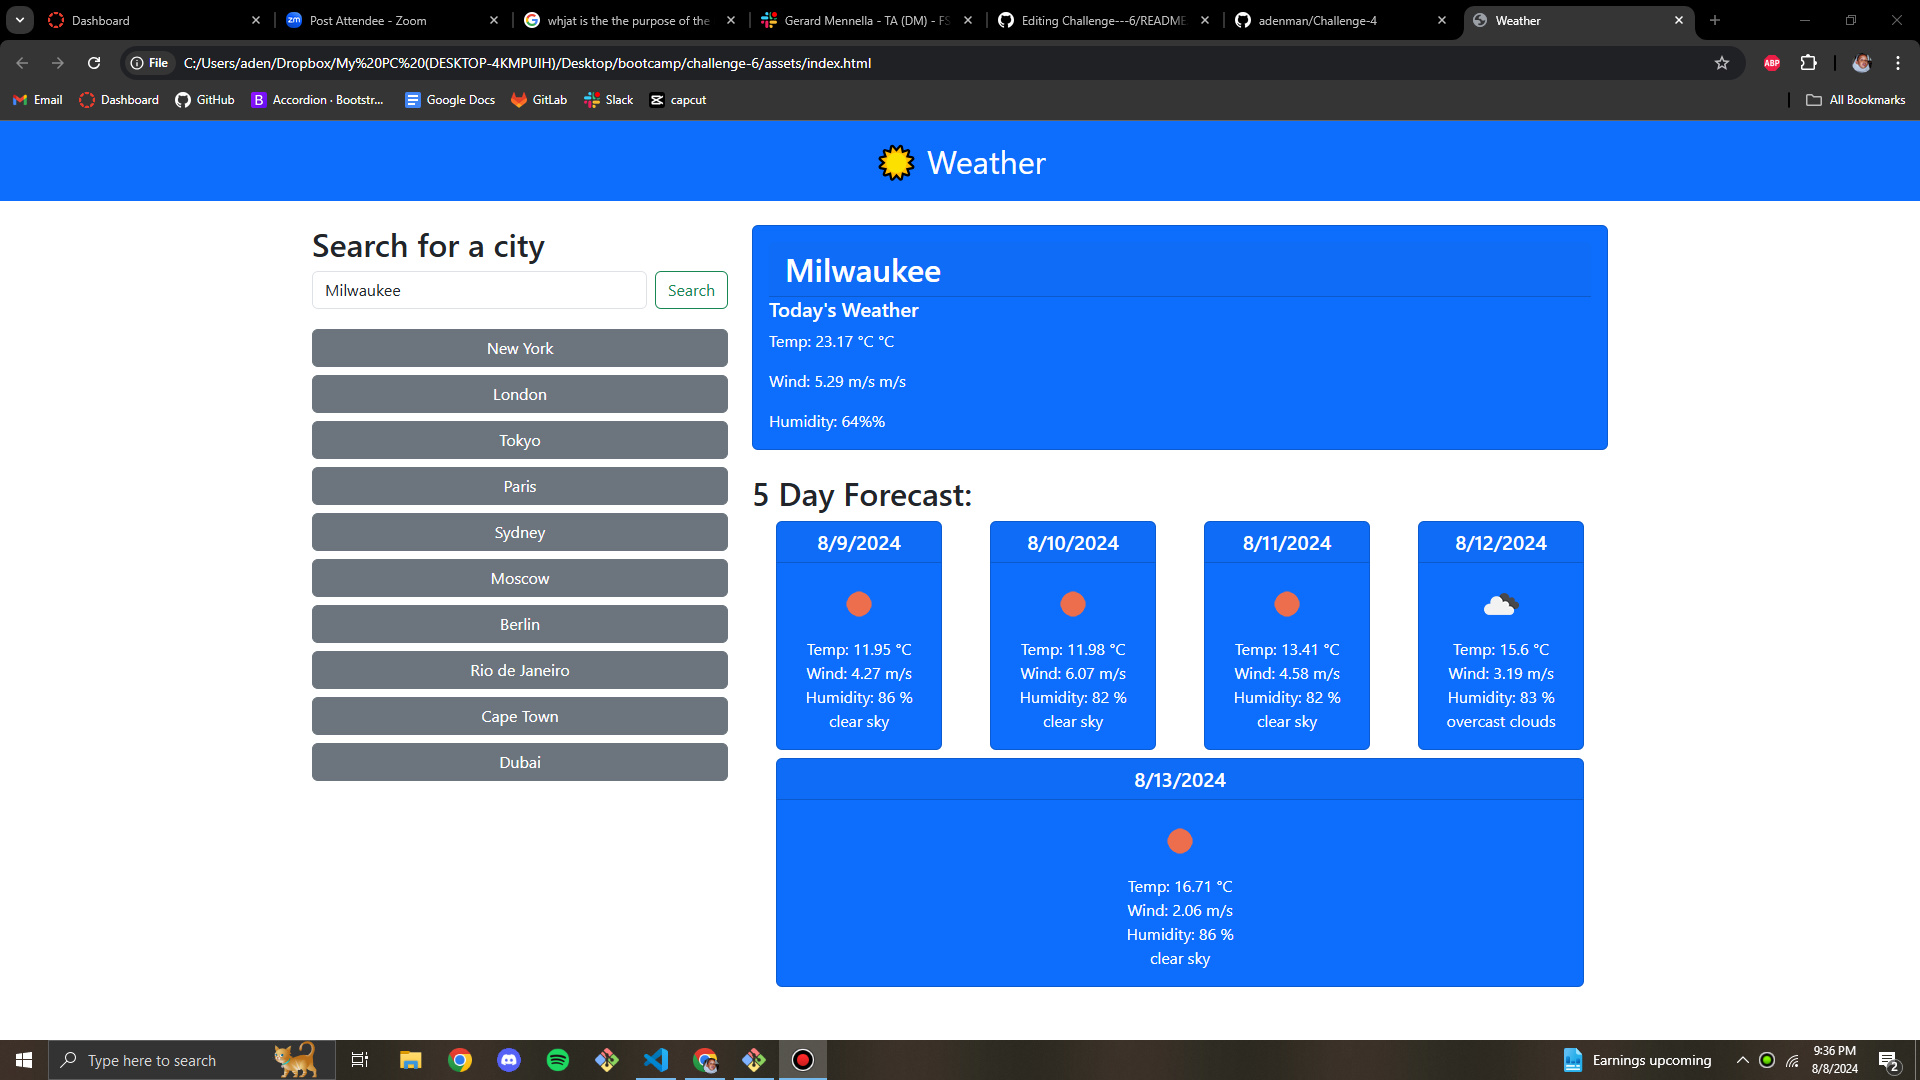 Dashboard
Post Attendee - Zoom
whjat is the the purpose of the
Gerard Mennella - TA (DM) - FS
Editing Challenge---6/README
adenman/Challenge-4
Weather
File
C:/Users/aden/Dropbox/My%20PC%20(DESKTOP-4KMPUIH)/Desktop/bootcamp/challenge-6/assets/index.html
ABP
Email
Dashboard
GitHub
Accordion · Bootstr...
Google Docs
GitLab
Slack
capcut
All Bookmarks
Weather
Search for a city
Milwaukee
Search
New York
London
Tokyo
Paris
Sydney
Moscow
Berlin
Rio de Janeiro
Cape Town
Dubai
Milwaukee
Today's Weather
Temp: 23.17 °C °C
Wind: 5.29 m/s m/s
Humidity: 64%%
5 Day Forecast:
8/9/2024
Temp: 11.95 °C
Wind: 4.27 m/s
Humidity: 86 %
clear sky
8/10/2024
Temp: 11.98 °C
Wind: 6.07 m/s
Humidity: 82 %
clear sky
8/11/2024
Temp: 13.41 °C
Wind: 4.58 m/s
Humidity: 82 %
clear sky
8/12/2024
Temp: 15.6 °C
Wind: 3.19 m/s
Humidity: 83 %
overcast clouds
8/13/2024
Temp: 16.71 °C
Wind: 2.06 m/s
Humidity: 86 %
clear sky
Type here to search
Earnings upcoming
9:36 PM
8/8/2024
2